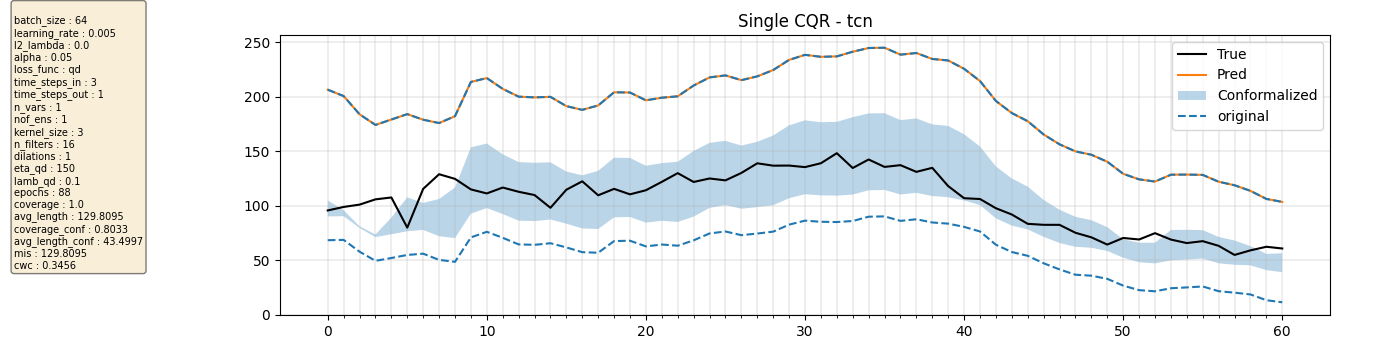 batch_size : 64
learning_rate : 0.005
l2_lambda : 0.0
alpha : 0.05
loss_func : qd
time_steps_in : 3
time_steps_out : 1
n_vars : 1
nof_ens : 1
kernel_size : 3
n_filters : 16
dilations : 1
eta_qd : 150
lamb_qd : 0.1
epochs : 88
coverage : 1.0
avg_length : 129.8095
coverage_conf : 0.8033
avg_length_conf : 43.4997
mis : 129.8095
cwc : 0.3456
Single CQR - tcn
250
200
150
100
50
0
True
Pred
Conformalized
original
0 10 20 30 40 50 60